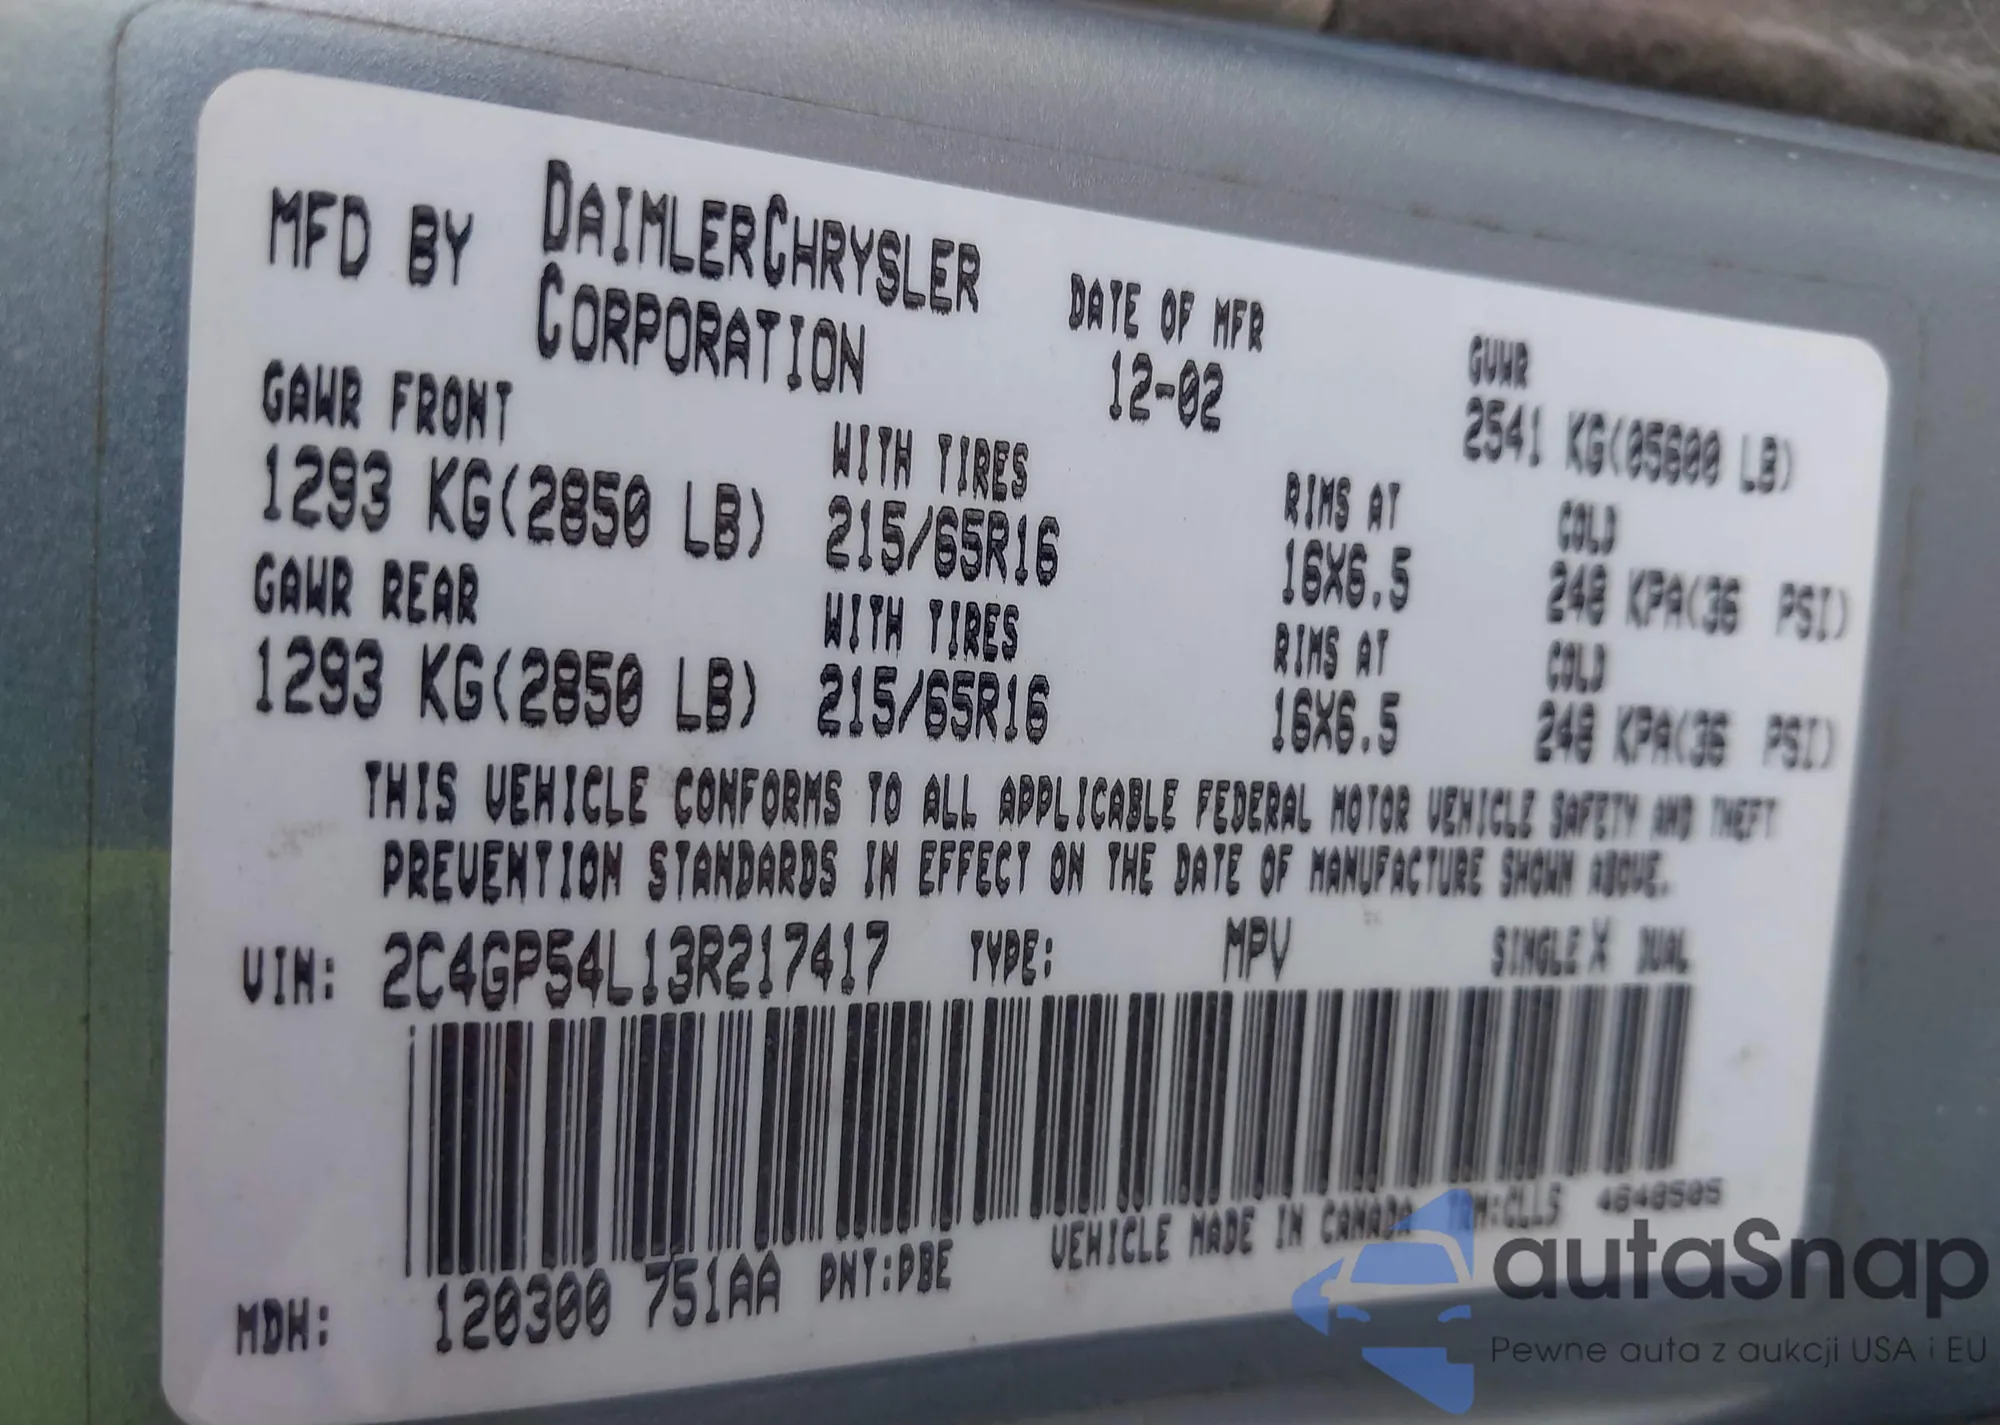 MFD BY DAIMLERCHRYSLER CORPORATION
DATE OF MFR 12-02
GVWR 2541 KG(05600 LB)
GAWR FRONT WITH TIRES RIMS AT COLD
1293 KG(2850 LB) 215/65R16 16X6.5 248 KPA(36 PSI)
GAWR REAR WITH TIRES RIMS AT COLD
1293 KG(2850 LB) 215/65R16 16X6.5 248 KPA(36 PSI)
THIS VEHICLE CONFORMS TO ALL APPLICABLE FEDERAL MOTOR VEHICLE SAFETY AND THEFT
PREVENTION STANDARDS IN EFFECT ON THE DATE OF MANUFACTURE SHOWN ABOVE.
VIN: 2C4GP54L13R217417 TYPE: MPV SINGLE X DUAL
VEHICLE MADE IN CANADA TRM:CLLS 4648505
MDH: 120300 751AA PNT:PBE
autaSnap
Pewne auta z aukcji USA i EU